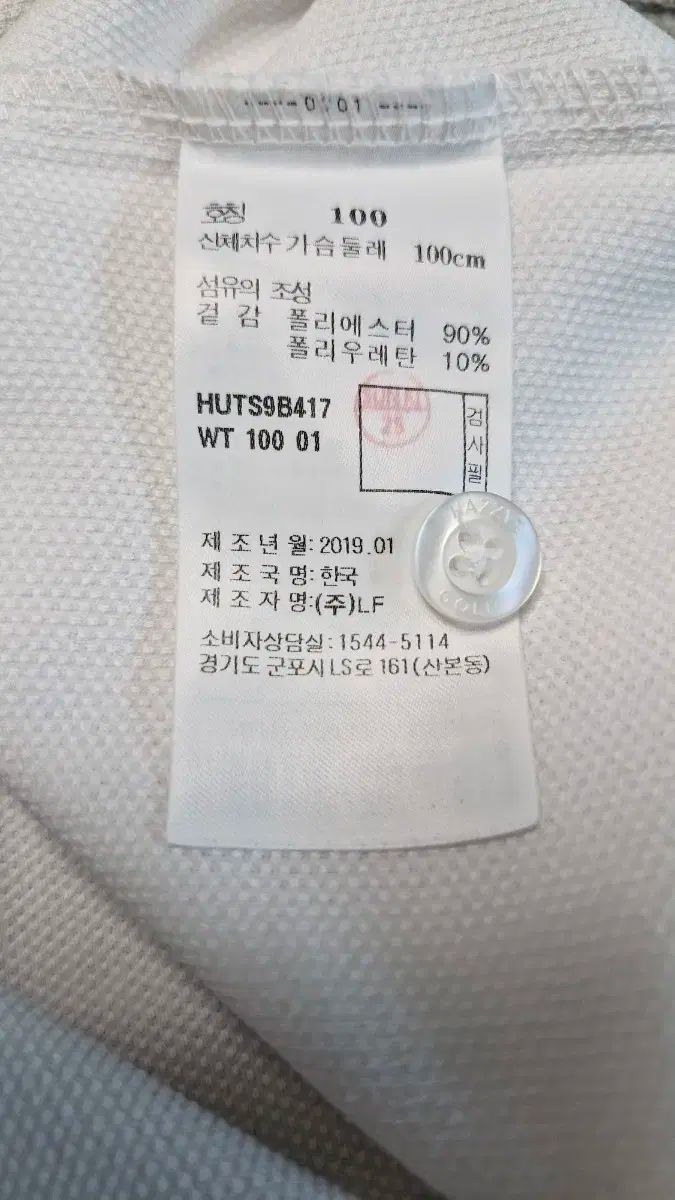 호칭 100
신체치수 가슴둘레 100cm
섬유의 조성
겉 감 폴리에스터 90%
폴리우레탄 10%
HUTS9B417
WT 100 01
검사필
제 조 년 월: 2019.01
제 조 국 명: 한국
제 조 자 명:(주)LF
소비자상담실: 1544-5114
경기도 군포시 LS로 161(산본동)